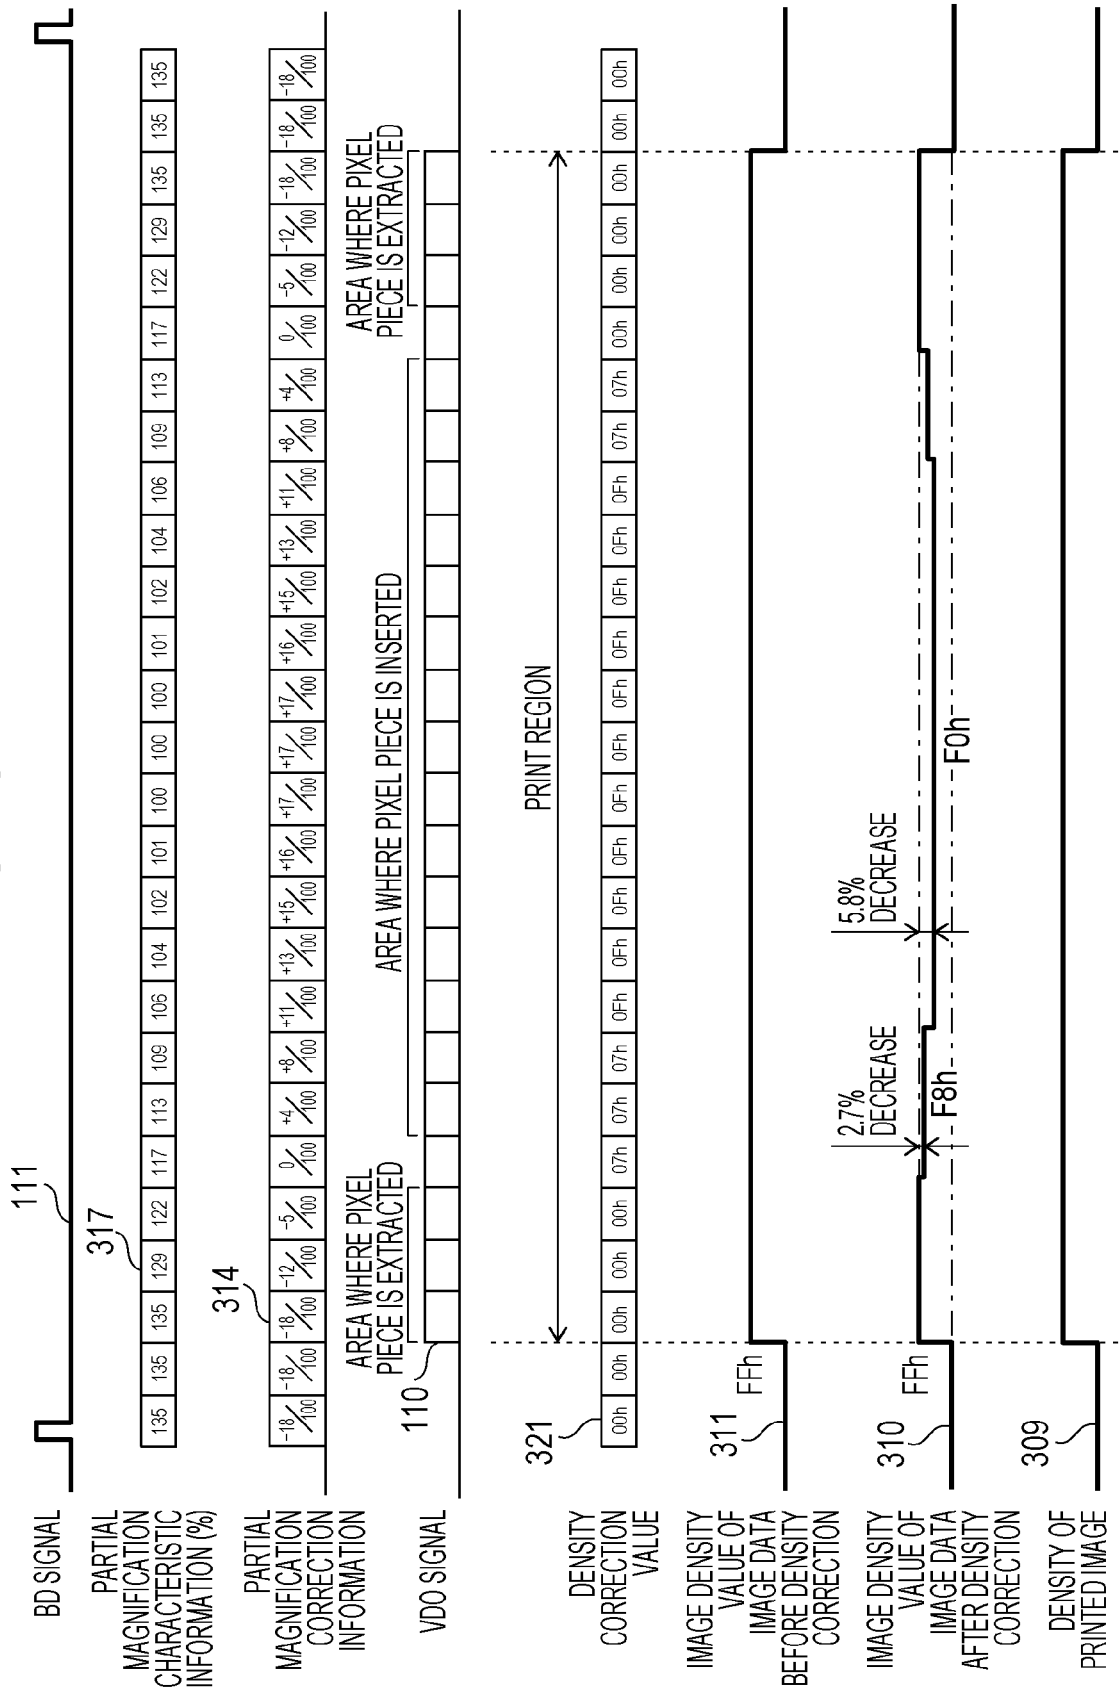 BD SIGNAL
111
PARTIAL
MAGNIFICATION
CHARACTERISTIC
INFORMATION (%)
317
135 135 135 129 122 117 113 109 106 104 102 101 100 100 100 101 102 104 106 109 113 117 122 129 135 135 135
PARTIAL
MAGNIFICATION
CORRECTION
INFORMATION
314
-18/100 -18/100 -18/100 -12/100 -5/100 0/100 +4/100 +8/100 +11/100 +13/100 +15/100 +16/100 +17/100 +17/100 +17/100 +16/100 +15/100 +13/100 +11/100 +8/100 +4/100 0/100 -5/100 -12/100 -18/100 -18/100 -18/100
AREA WHERE PIXEL
PIECE IS EXTRACTED
AREA WHERE PIXEL PIECE IS INSERTED
AREA WHERE PIXEL
PIECE IS EXTRACTED
VDO SIGNAL
110
PRINT REGION
DENSITY
CORRECTION
VALUE
321
00h 00h 00h 00h 00h 07h 07h 07h 0Fh 0Fh 0Fh 0Fh 0Fh 0Fh 0Fh 0Fh 0Fh 0Fh 0Fh 07h 07h 00h 00h 00h 00h 00h 00h
IMAGE DENSITY
VALUE OF
IMAGE DATA
BEFORE DENSITY
CORRECTION
311
FFh
IMAGE DENSITY
VALUE OF
IMAGE DATA
AFTER DENSITY
CORRECTION
310
FFh
2.7%
DECREASE
F8h
5.8%
DECREASE
F0h
DENSITY OF
PRINTED IMAGE
309